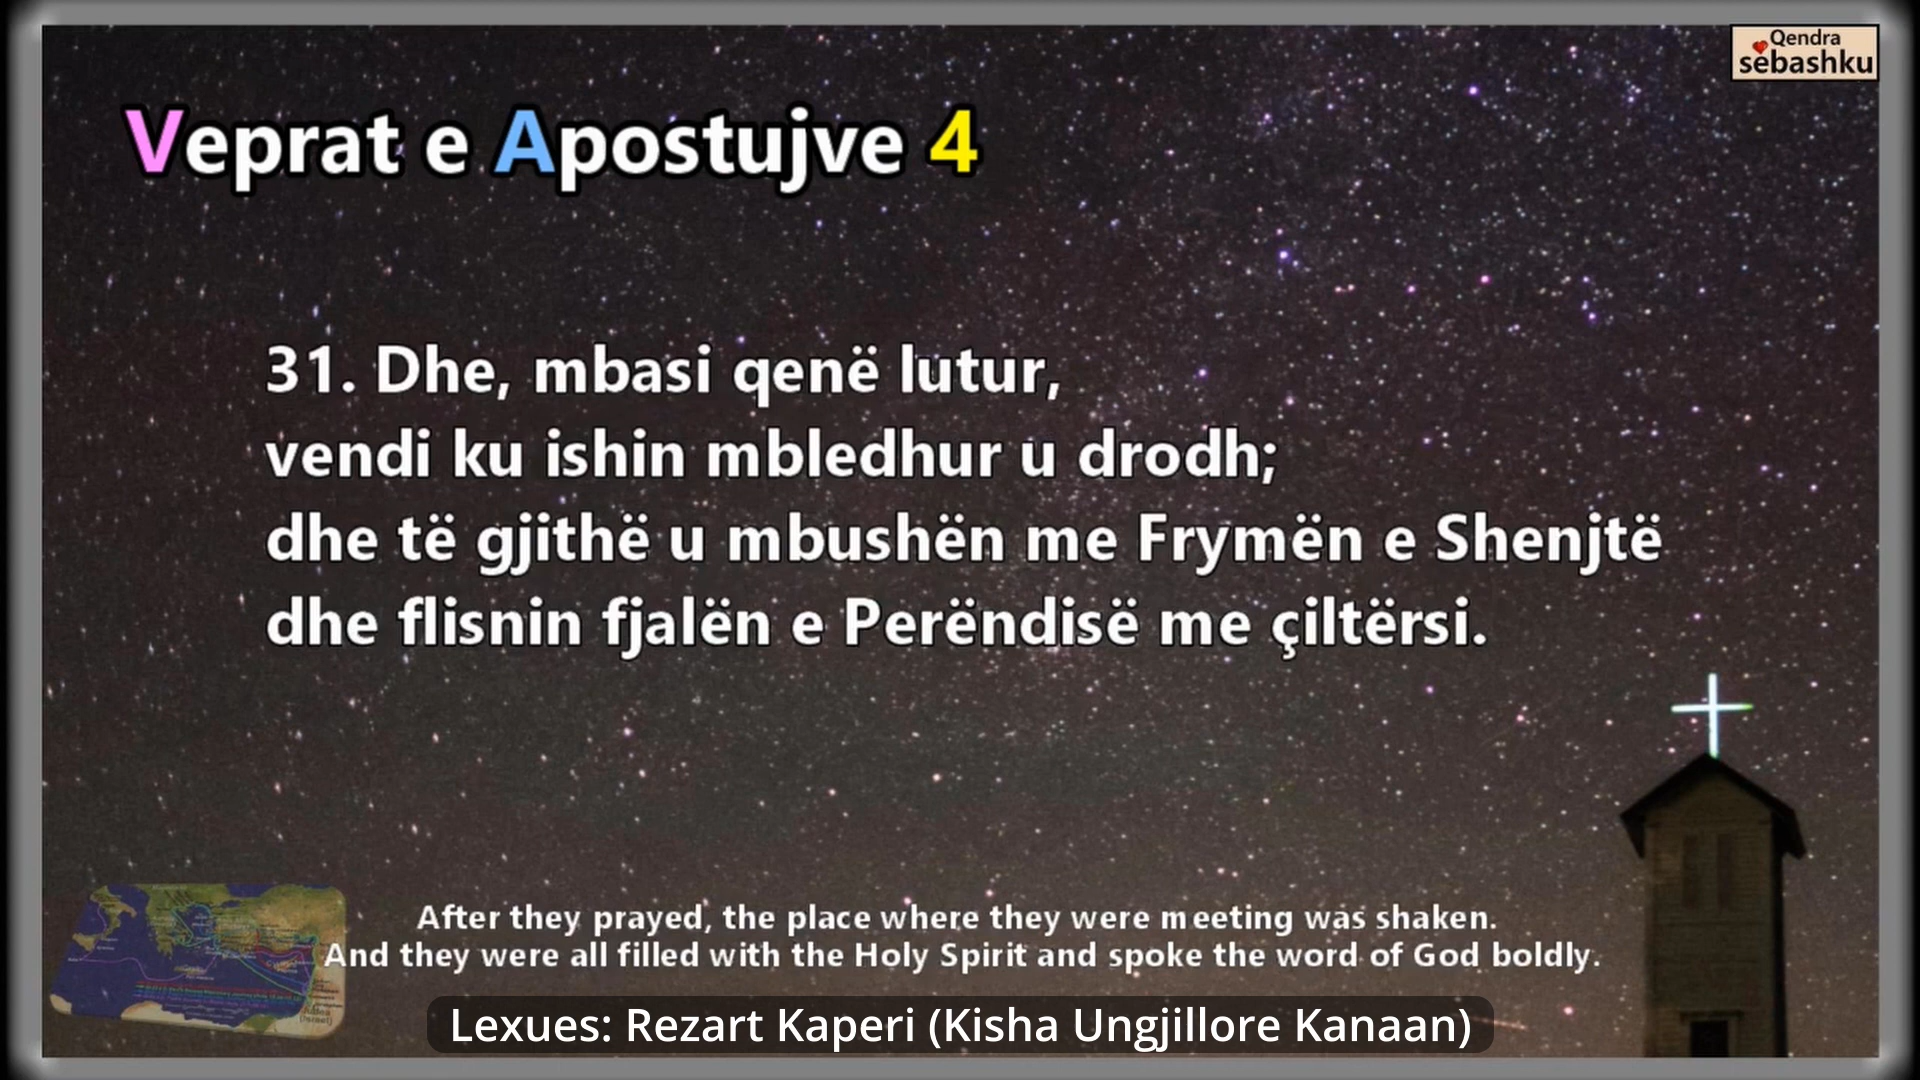 Qendra
sebashku
Veprat e Apostujve 4
31. Dhe, mbasi qenë lutur,
vendi ku ishin mbledhur u drodh;
dhe të gjithë u mbushën me Frymën e Shenjtë
dhe flisnin fjalën e Perëndisë me çiltërsi.
After they prayed, the place where they were meeting was shaken.
And they were all filled with the Holy Spirit and spoke the word of God boldly.
Lexues: Rezart Kaperi (Kisha Ungjillore Kanaan)